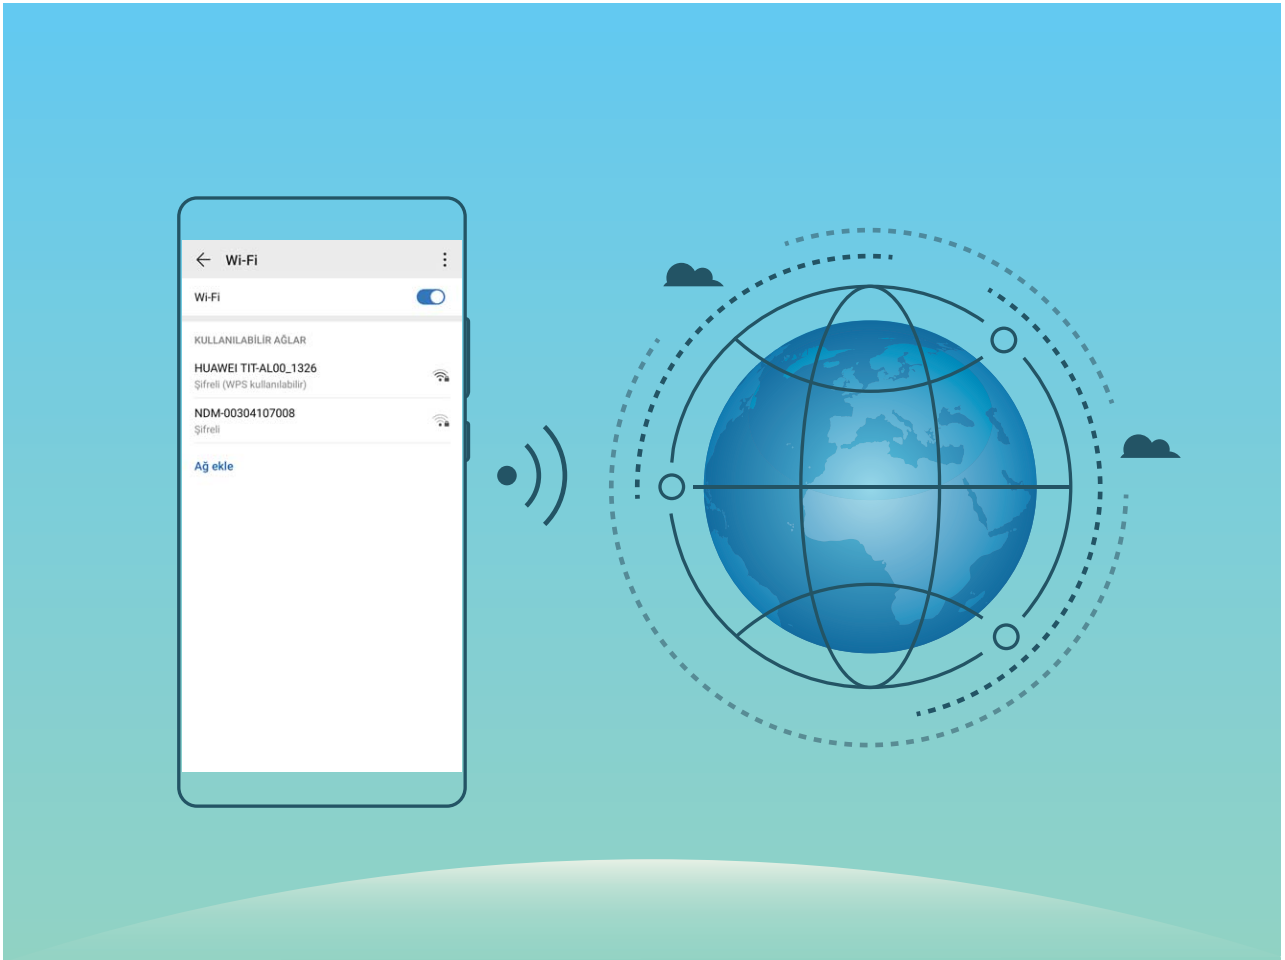 Wi-Fi
Wi-Fi
KULLANILABİLİR AĞLAR
HUAWEI TIT-AL00_1326
Şifreli (WPS kullanılabilir)
NDM-00304107008
Şifreli
Ağ ekle